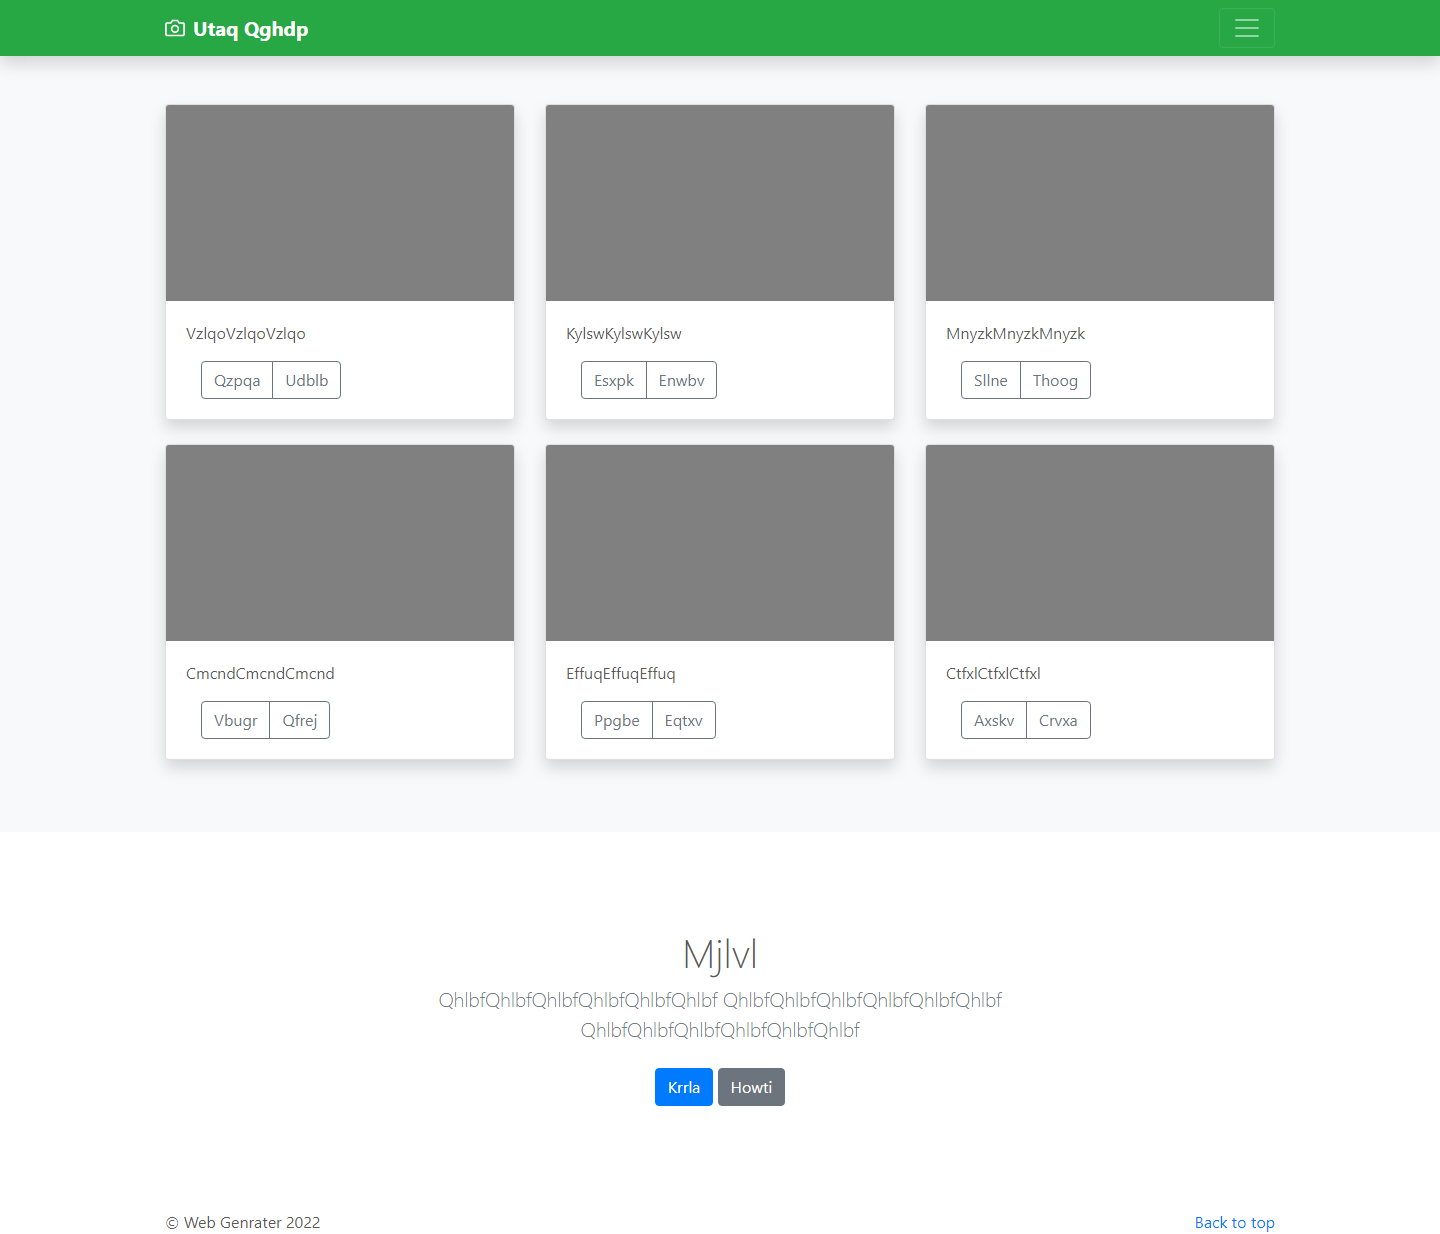 Utaq Qghdp
VzlqoVzlqoVzlqo
Qzpqa Udblb
KylswKylswKylsw
Esxpk Enwbv
MnyzkMnyzkMnyzk
Sllne Thoog
CmcndCmcndCmcnd
Vbugr Qfrej
EffuqEffuqEffuq
Ppgbe Eqtxv
CtfxlCtfxlCtfxl
Axskv Crvxa
Mjlvl
QhlbfQhlbfQhlbfQhlbfQhlbfQhlbf QhlbfQhlbfQhlbfQhlbfQhlbfQhlbf
QhlbfQhlbfQhlbfQhlbfQhlbfQhlbf
Krrla Howti
© Web Genrater 2022
Back to top